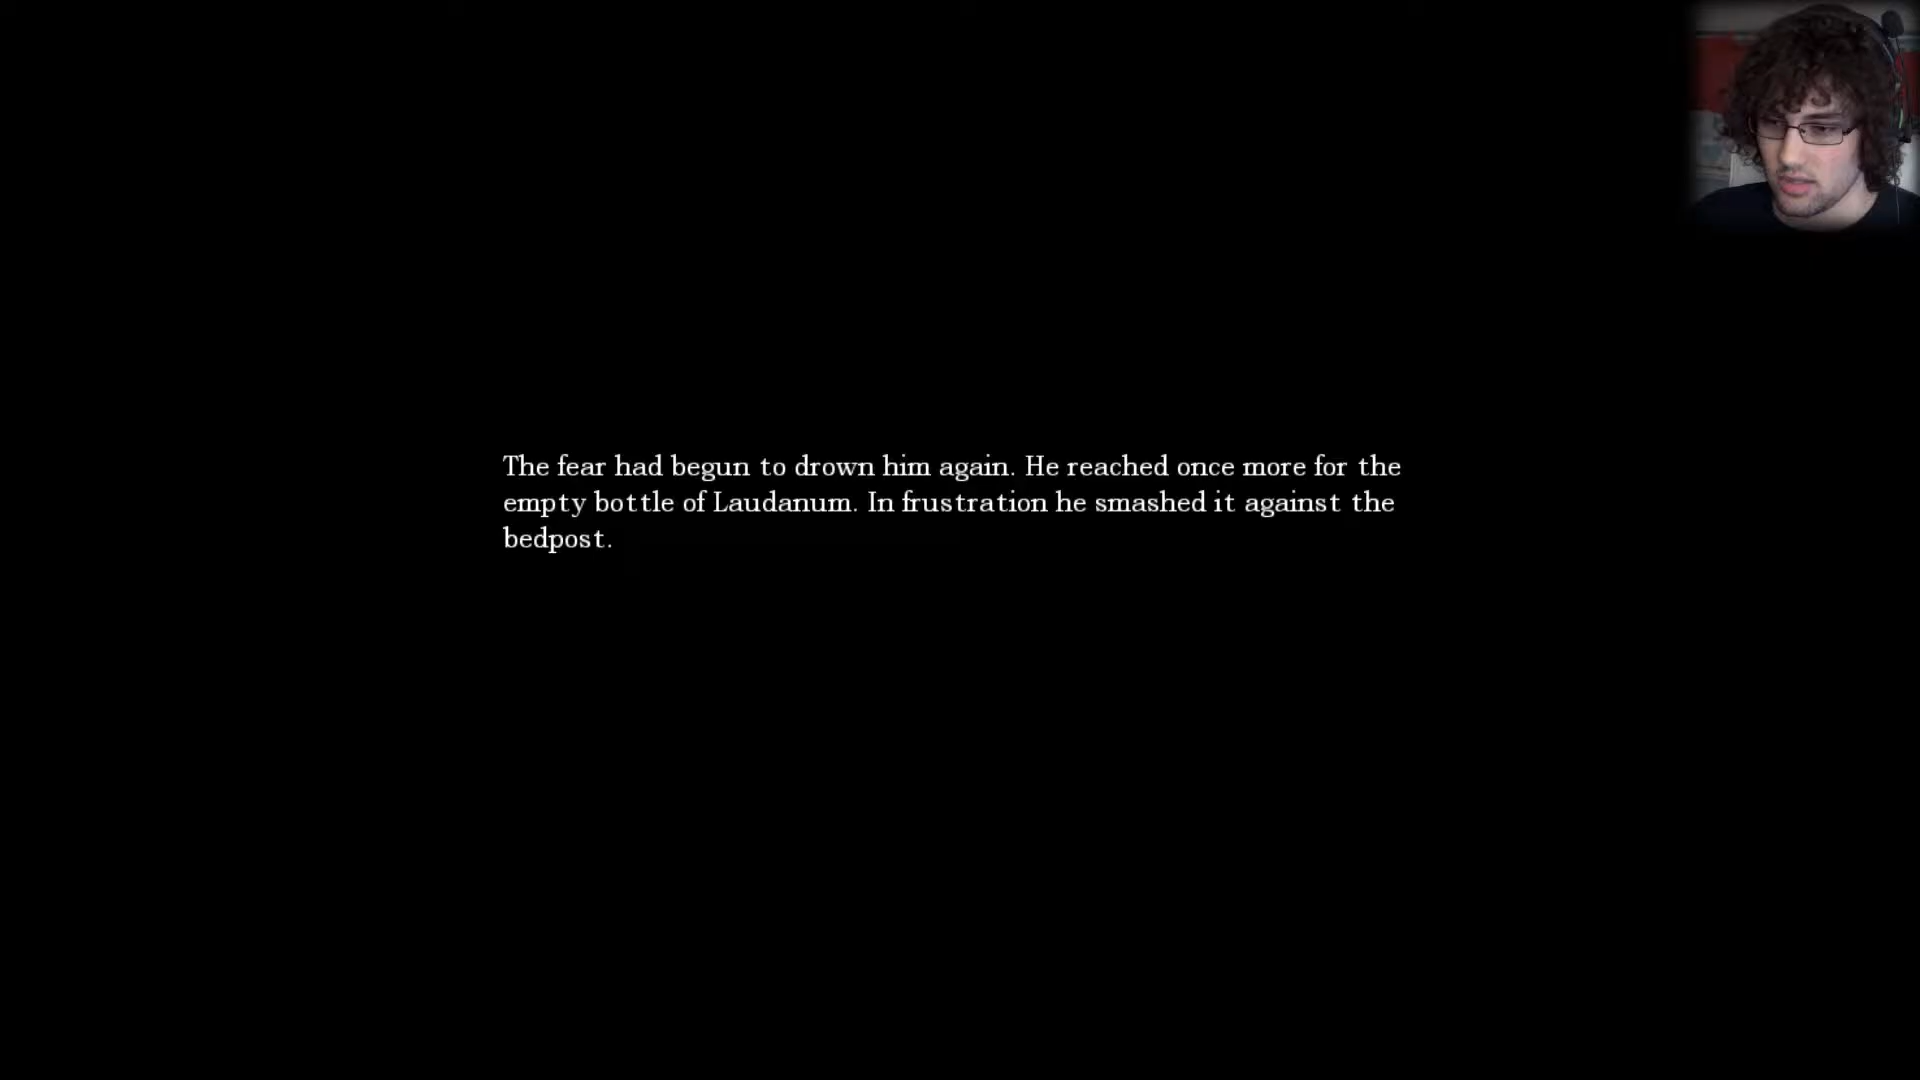 The fear had begun to drown him again. He reached once more for the
empty bottle of Laudanum. In frustration he smashed it against the
bedpost.